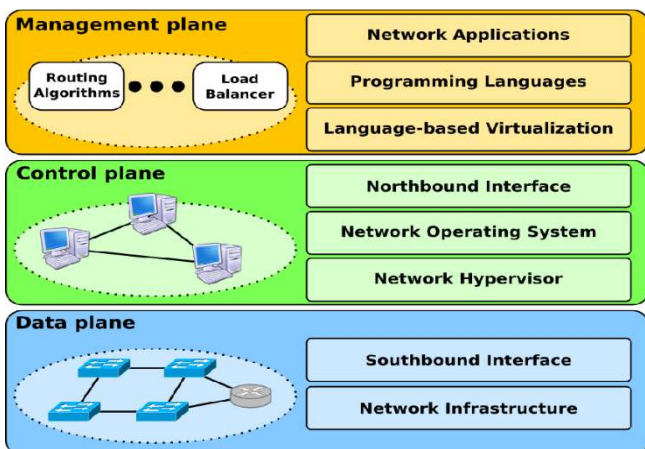 Management plane
Routing
Algorithms
Load
Balancer
Network Applications
Programming Languages
Language-based Virtualization
Control plane
Northbound Interface
Network Operating System
Network Hypervisor
Data plane
Southbound Interface
Network Infrastructure